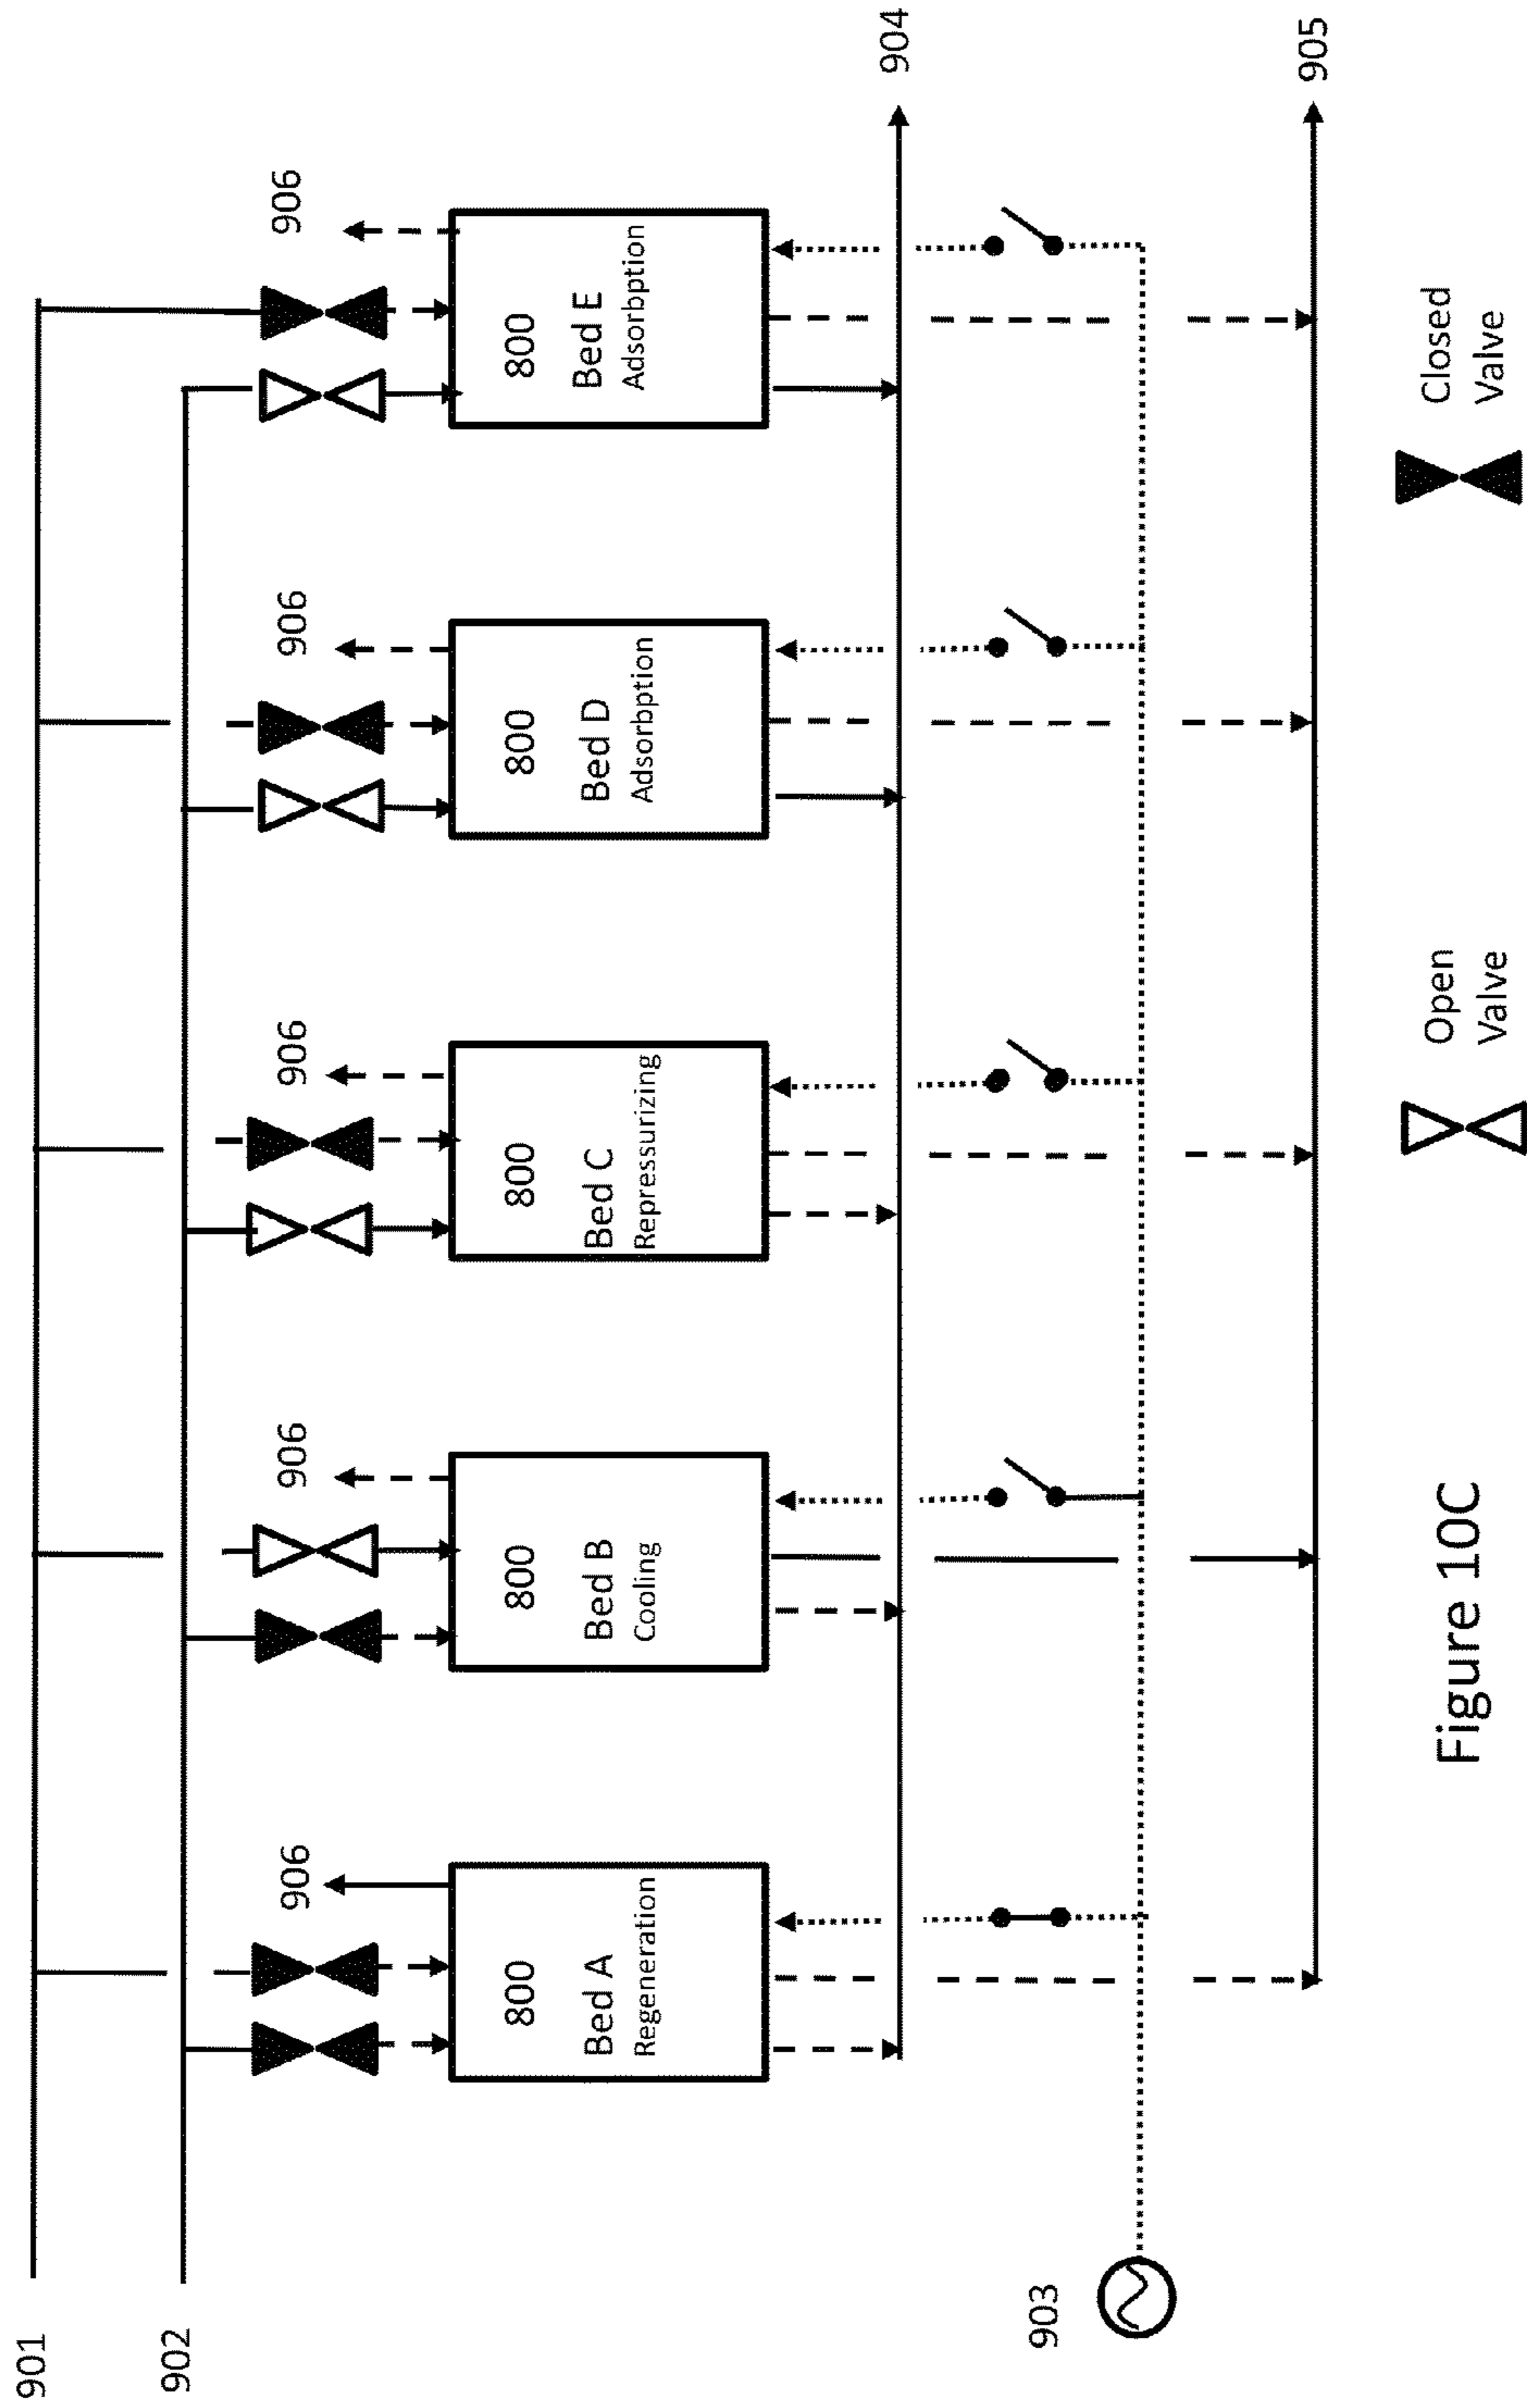 901
902
906
906
906
906
906
800
Bed A
Regeneration
800
Bed B
Cooling
800
Bed C
Repressurizing
800
Bed D
Adsorbption
800
Bed E
Adsorbption
904
903
905
Figure 10C
Open
Valve
Closed
Valve